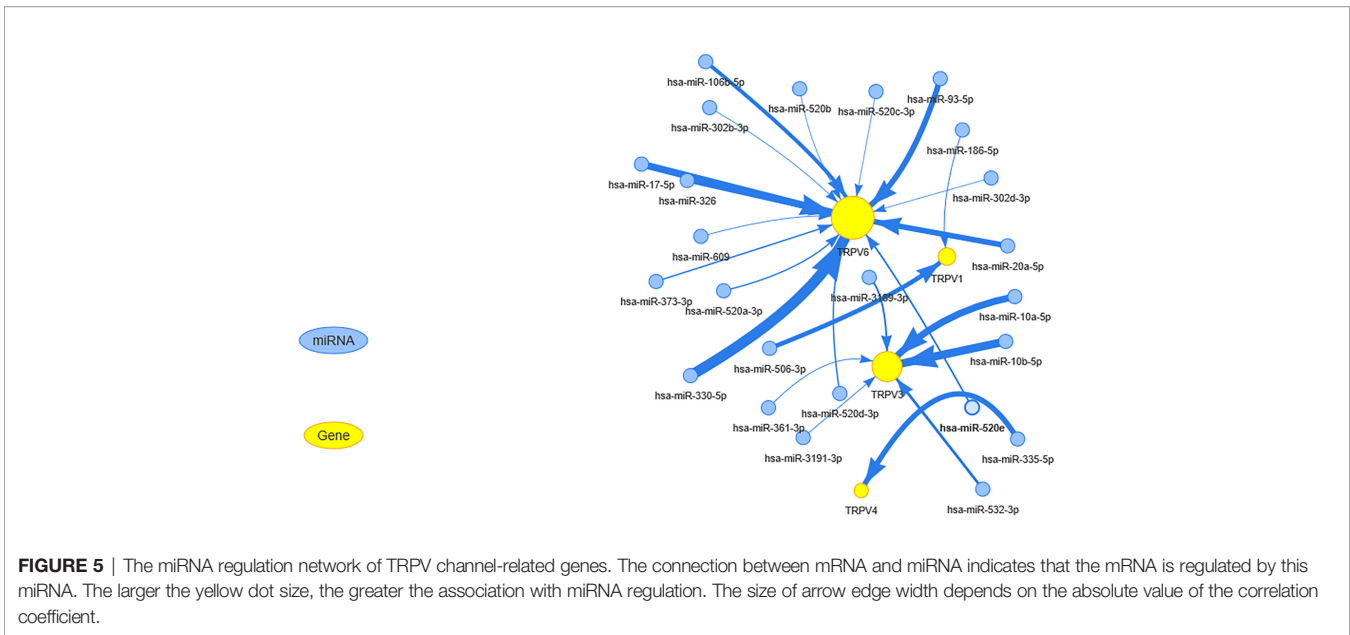 hsa-miR-106b-5p
hsa-miR-520b
hsa-miR-520c-3p
hsa-miR-93-5p
hsa-miR-302b-3p
hsa-miR-186-5p
hsa-miR-17-5p
hsa-miR-326
hsa-miR-302d-3p
TRPV6
hsa-miR-609
hsa-miR-20a-5p
TRPV1
hsa-miR-373-3p
hsa-miR-520a-3p
hsa-miR-3189-3p
hsa-miR-10a-5p
miRNA
hsa-miR-506-3p
hsa-miR-10b-5p
hsa-miR-330-5p
TRPV3
hsa-miR-361-3p
hsa-miR-520d-3p
hsa-miR-520e
Gene
hsa-miR-3191-3p
hsa-miR-335-5p
TRPV4
hsa-miR-532-3p
FIGURE 5 | The miRNA regulation network of TRPV channel-related genes. The connection between mRNA and miRNA indicates that the mRNA is regulated by this
miRNA. The larger the yellow dot size, the greater the association with miRNA regulation. The size of arrow edge width depends on the absolute value of the correlation
coefficient.